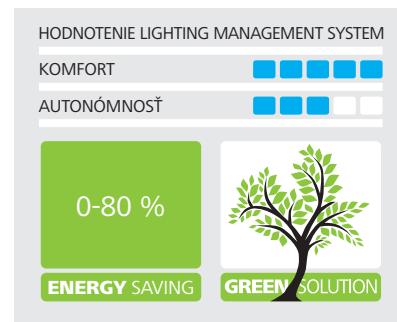 HODNOTENIE LIGHTING MANAGEMENT SYSTEM
KOMFORT
AUTONÓMNOSŤ
0-80 %
ENERGY SAVING
GREEN SOLUTION